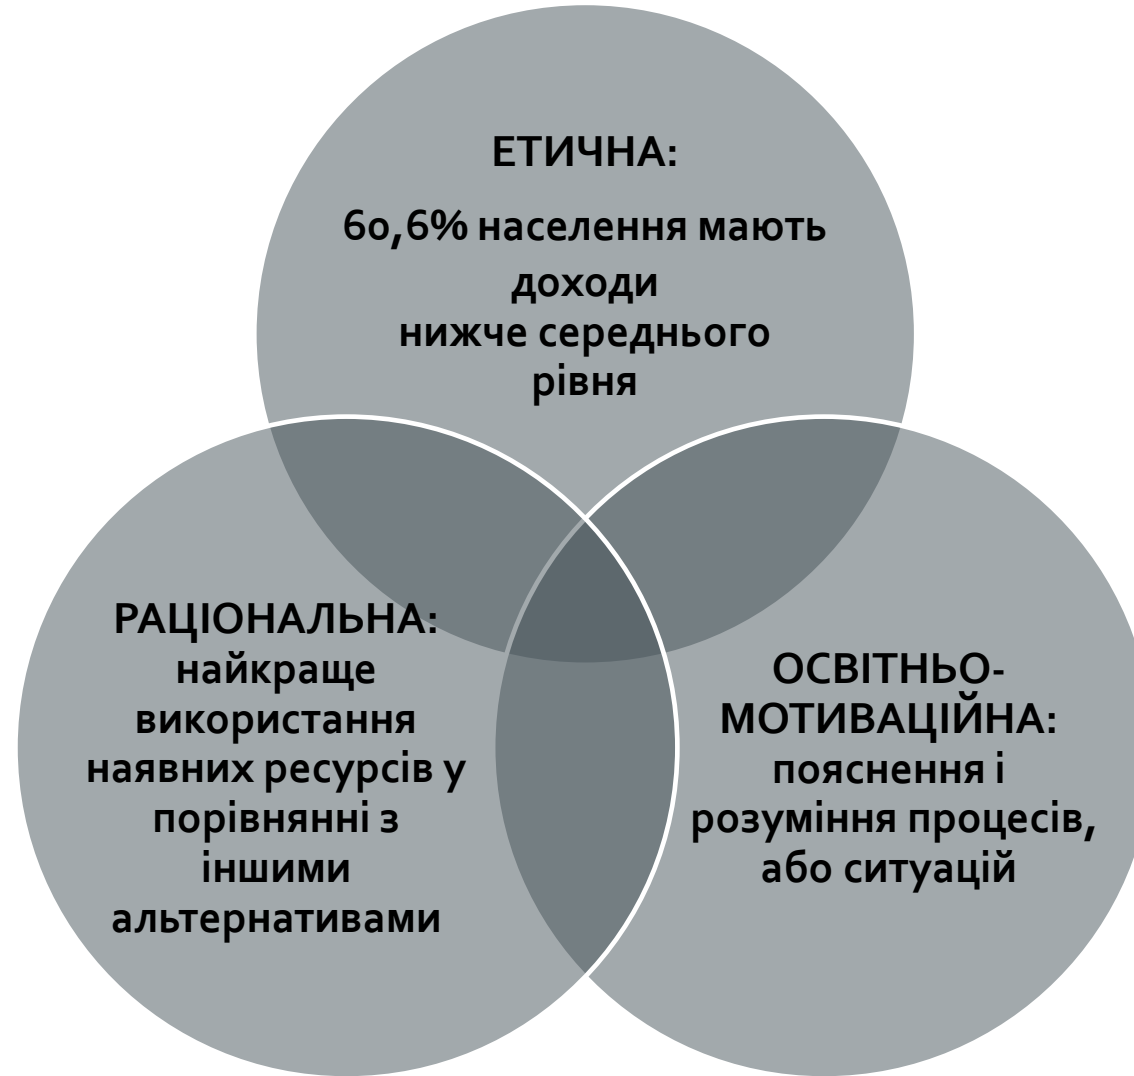 ЕТИЧНА:
60,6% населення мають
доходи
нижче середнього
рівня
РАЦІОНАЛЬНА:
найкраще
використання
наявних ресурсів у
порівнянні з
іншими
альтернативами
ОСВІТНЬО-
МОТИВАЦІЙНА:
пояснення і
розуміння процесів,
або ситуацій